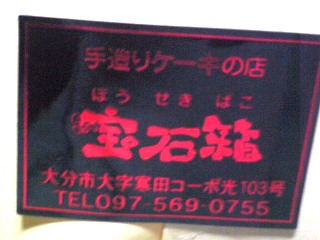 手造りケーキの店
ほう せき ばこ
宝石箱
大分市大字寒田コーポ光103号
TEL097-569-0755